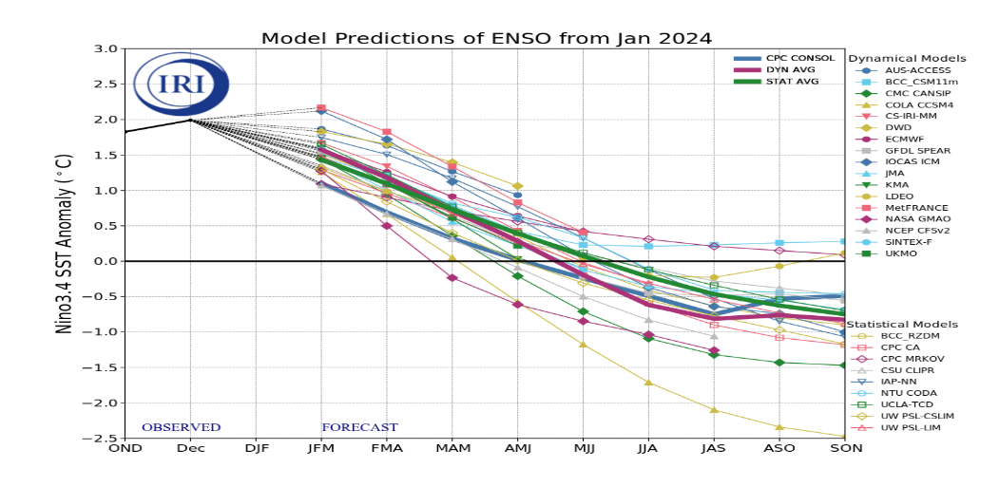 Model Predictions of ENSO from Jan 2024
IRI
CPC CONSOL
DYN AVG
STAT AVG
Nino3.4 SST Anomaly (°C)
3.0
2.5
2.0
1.5
1.0
0.5
0.0
−0.5
−1.0
−1.5
−2.0
−2.5
OBSERVED
FORECAST
OND Dec DJF JFM FMA MAM AMJ MJJ JJA JAS ASO SON
Dynamical Models
AUS-ACCESS
BCC_CSM11m
CMC CANSIP
COLA CCSM4
CS-IRI-MM
DWD
ECMWF
GFDL SPEAR
IOCAS ICM
JMA
KMA
LDEO
MetFRANCE
NASA GMAO
NCEP CFSv2
SINTEX-F
UKMO
Statistical Models
BCC_RZDM
CPC CA
CPC MRKOV
CSU CLIPR
IAP-NN
NTU CODA
UCLA-TCD
UW PSL-CSLIM
UW PSL-LIM